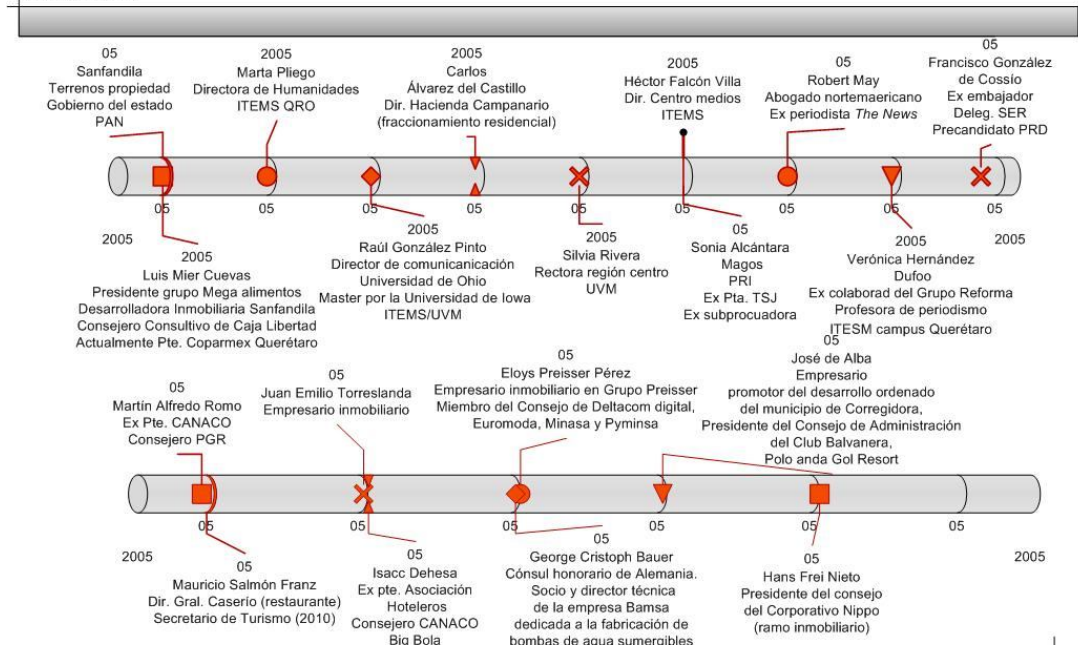 05
Sanfandila
Terrenos propiedad
Gobierno del estado
PAN
2005
Marta Pliego
Directora de Humanidades
ITEMS QRO
2005
Carlos
Álvarez del Castillo
Dir. Hacienda Campanario
(fraccionamiento residencial)
2005
Héctor Falcón Villa
Dir. Centro medios
ITEMS
05
Robert May
Abogado nortemaericano
Ex periodista The News
05
Francisco González
de Cossío
Ex embajador
Deleg. SER
Precandidato PRD
05
05
05
05
05
05
05
05
05
2005
2005
Luis Mier Cuevas
Presidente grupo Mega alimentos
Desarrolladora Inmobiliaria Sanfandila
Consejero Consultivo de Caja Libertad
Actualmente Pte. Coparmex Querétaro
2005
Raúl González Pinto
Director de comunicanicación
Universidad de Ohio
Master por la Universidad de Iowa
ITEMS/UVM
2005
Silvia Rivera
Rectora región centro
UVM
05
Sonia Alcántara
Magos
PRI
Ex Pta. TSJ
Ex subprocuadora
2005
Verónica Hernández
Dufoo
Ex colaborad del Grupo Reforma
Profesora de periodismo
ITESM campus Querétaro
2005
05
Martín Alfredo Romo
Ex Pte. CANACO
Consejero PGR
05
Juan Emilio Torreslanda
Empresario inmobiliario
05
Eloys Preisser Pérez
Empresario inmobiliario en Grupo Preisser
Miembro del Consejo de Deltacom digital,
Euromoda, Minasa y Pyminsa
05
José de Alba
Empresario
promotor del desarrollo ordenado
del municipio de Corregidora,
Presidente del Consejo de Administración
del Club Balvanera,
Polo anda Gol Resort
05
05
05
05
05
05
2005
05
Mauricio Salmón Franz
Dir. Gral. Caserío (restaurante)
Secretario de Turismo (2010)
05
Isacc Dehesa
Ex pte. Asociación
Hoteleros
Consejero CANACO
Big Bola
05
George Cristoph Bauer
Cónsul honorario de Alemania.
Socio y director técnica
de la empresa Bamsa
dedicada a la fabricación de
bombas de agua sumergibles
05
Hans Frei Nieto
Presidente del consejo
del Corporativo Nippo
(ramo inmobiliario)
2005